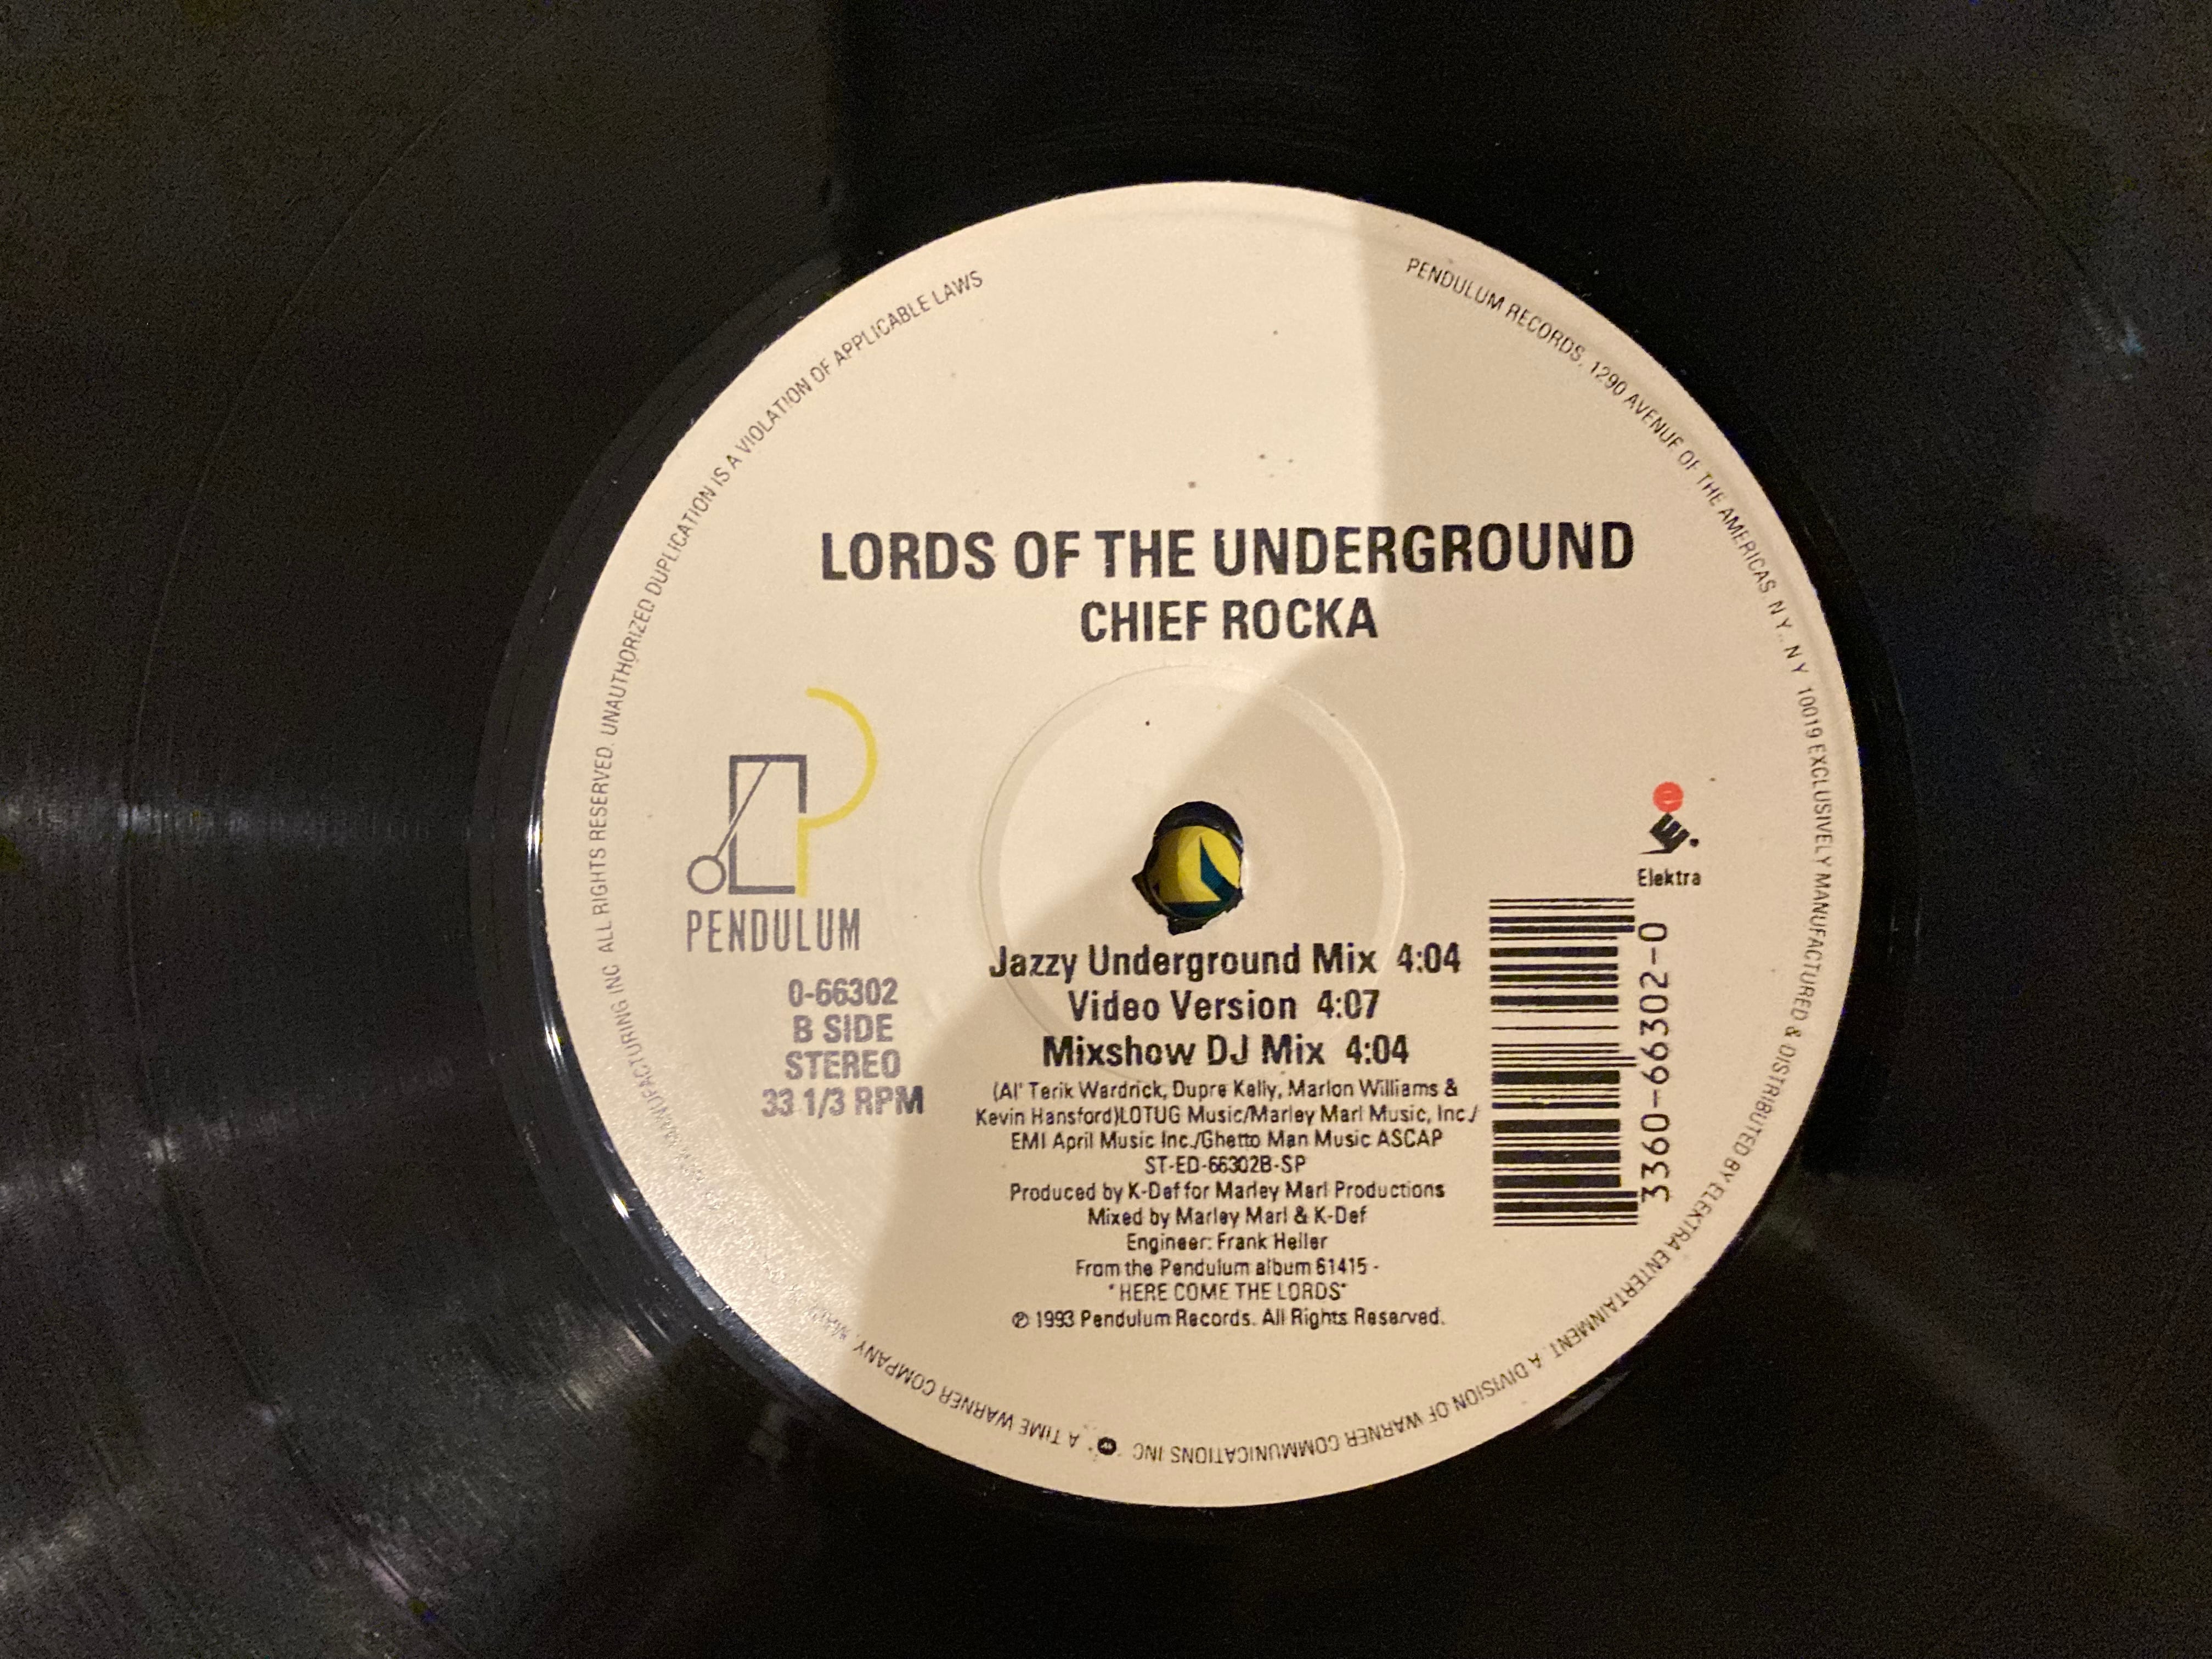 LORDS OF THE UNDERGROUND
CHIEF ROCKA
PENDULUM
0-66302
B SIDE
STEREO
33 1/3 RPM
Elektra
3360-66302-0
Jazzy Underground Mix 4:04
Video Version 4:07
Mixshow DJ Mix 4:04
(Al' Terik Wardrick, Dupre Kelly, Marlon Williams &
Kevin Hansford)LOTUG Music/Marley Marl Music, Inc./
EMI April Music Inc./Ghetto Man Music ASCAP
ST-ED-66302B-SP
Produced by K-Def for Marley Marl Productions
Mixed by Marley Marl & K-Def
Engineer: Frank Heller
From the Pendulum album 61415 -
"HERE COME THE LORDS"
℗ 1993 Pendulum Records. All Rights Reserved.
PENDULUM RECORDS, 1290 AVENUE OF THE AMERICAS, N.Y., N.Y. 10019 EXCLUSIVELY MANUFACTURED & DISTRIBUTED BY ELEKTRA ENTERTAINMENT, A DIVISION OF WARNER COMMUNICATIONS INC. A TIME WARNER COMPANY. MANUFACTURING INC. ALL RIGHTS RESERVED. UNAUTHORIZED DUPLICATION IS A VIOLATION OF APPLICABLE LAWS